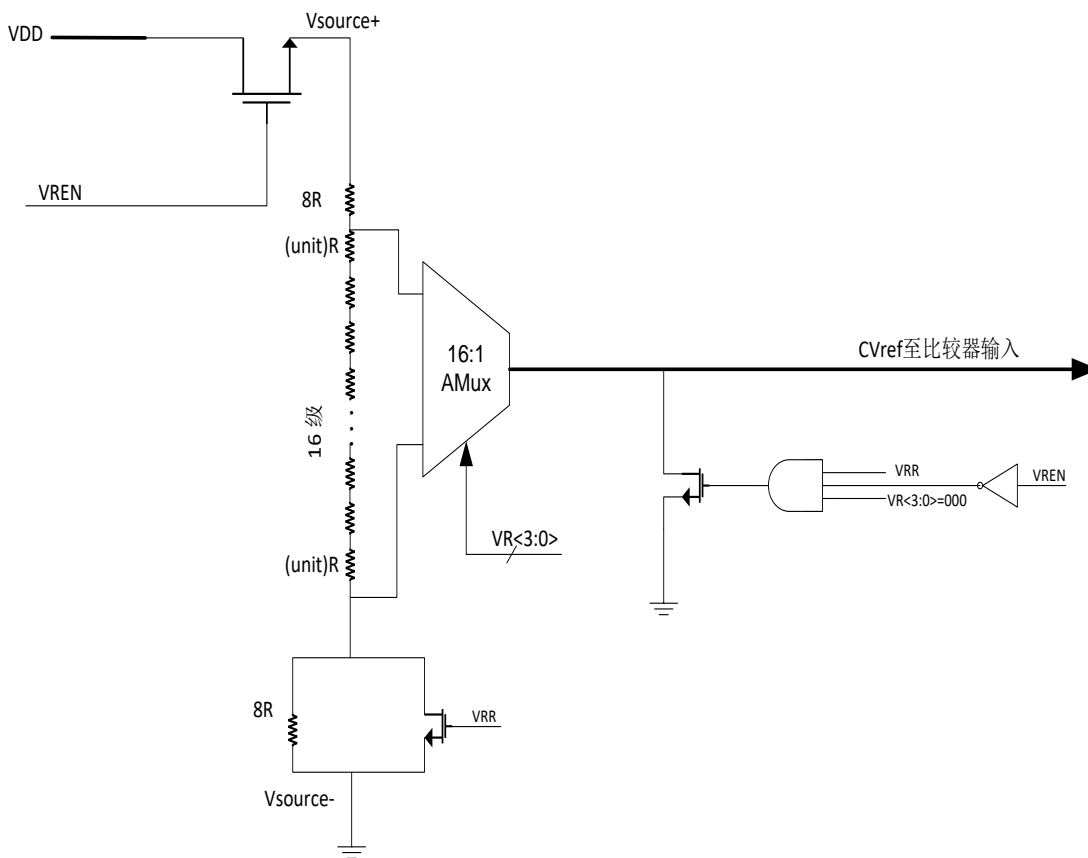 Vsource+
VDD
VREN
8R
(unit)R
16:1
AMux
CVref至比较器输入
16 级
VRR
VREN
VR<3:0>=000
VR<3:0>
(unit)R
8R
VRR
Vsource-